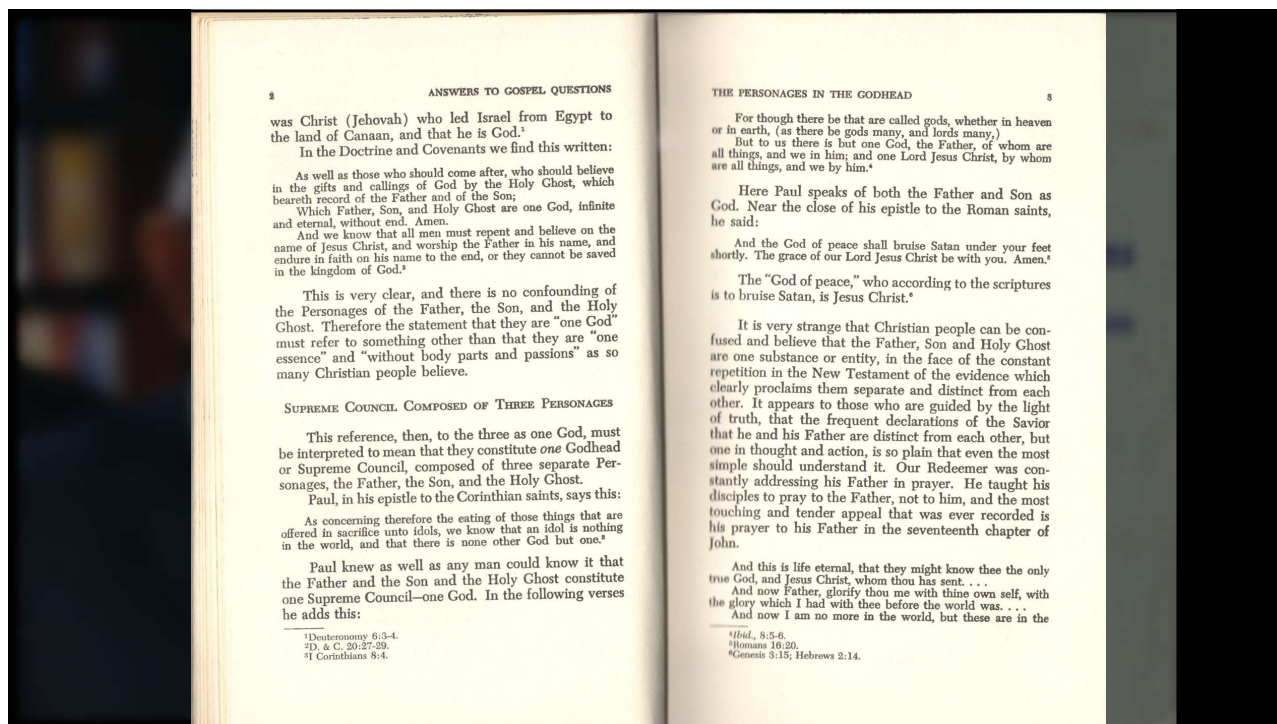 2 ANSWERS TO GOSPEL QUESTIONS
was Christ (Jehovah) who led Israel from Egypt to
the land of Canaan, and that he is God.¹
In the Doctrine and Covenants we find this written:
As well as those who should come after, who should believe
in the gifts and callings of God by the Holy Ghost, which
beareth record of the Father and of the Son;
Which Father, Son, and Holy Ghost are one God, infinite
and eternal, without end. Amen.
And we know that all men must repent and believe on the
name of Jesus Christ, and worship the Father in his name, and
endure in faith on his name to the end, or they cannot be saved
in the kingdom of God.²
This is very clear, and there is no confounding of
the Personages of the Father, the Son, and the Holy
Ghost. Therefore the statement that they are "one God"
must refer to something other than that they are "one
essence" and "without body parts and passions" as so
many Christian people believe.
SUPREME COUNCIL COMPOSED OF THREE PERSONAGES
This reference, then, to the three as one God, must
be interpreted to mean that they constitute one Godhead
or Supreme Council, composed of three separate Per-
sonages, the Father, the Son, and the Holy Ghost.
Paul, in his epistle to the Corinthian saints, says this:
As concerning therefore the eating of those things that are
offered in sacrifice unto idols, we know that an idol is nothing
in the world, and that there is none other God but one.³
Paul knew as well as any man could know it that
the Father and the Son and the Holy Ghost constitute
one Supreme Council—one God. In the following verses
he adds this:
¹Deuteronomy 6:3-4.
²D. & C. 20:27-29.
³I Corinthians 8:4.
THE PERSONAGES IN THE GODHEAD 3
For though there be that are called gods, whether in heaven
or in earth, (as there be gods many, and lords many,)
But to us there is but one God, the Father, of whom are
all things, and we in him; and one Lord Jesus Christ, by whom
are all things, and we by him.⁴
Here Paul speaks of both the Father and Son as
God. Near the close of his epistle to the Roman saints,
he said:
And the God of peace shall bruise Satan under your feet
shortly. The grace of our Lord Jesus Christ be with you. Amen.⁵
The "God of peace," who according to the scriptures
is to bruise Satan, is Jesus Christ.⁶
It is very strange that Christian people can be con-
fused and believe that the Father, Son and Holy Ghost
are one substance or entity, in the face of the constant
repetition in the New Testament of the evidence which
clearly proclaims them separate and distinct from each
other. It appears to those who are guided by the light
of truth, that the frequent declarations of the Savior
that he and his Father are distinct from each other, but
one in thought and action, is so plain that even the most
simple should understand it. Our Redeemer was con-
stantly addressing his Father in prayer. He taught his
disciples to pray to the Father, not to him, and the most
touching and tender appeal that was ever recorded is
his prayer to his Father in the seventeenth chapter of
John.
And this is life eternal, that they might know thee the only
true God, and Jesus Christ, whom thou has sent. . . .
And now Father, glorify thou me with thine own self, with
the glory which I had with thee before the world was. . . .
And now I am no more in the world, but these are in the
⁴Ibid., 8:5-6.
⁵Romans 16:20.
⁶Genesis 3:15; Hebrews 2:14.